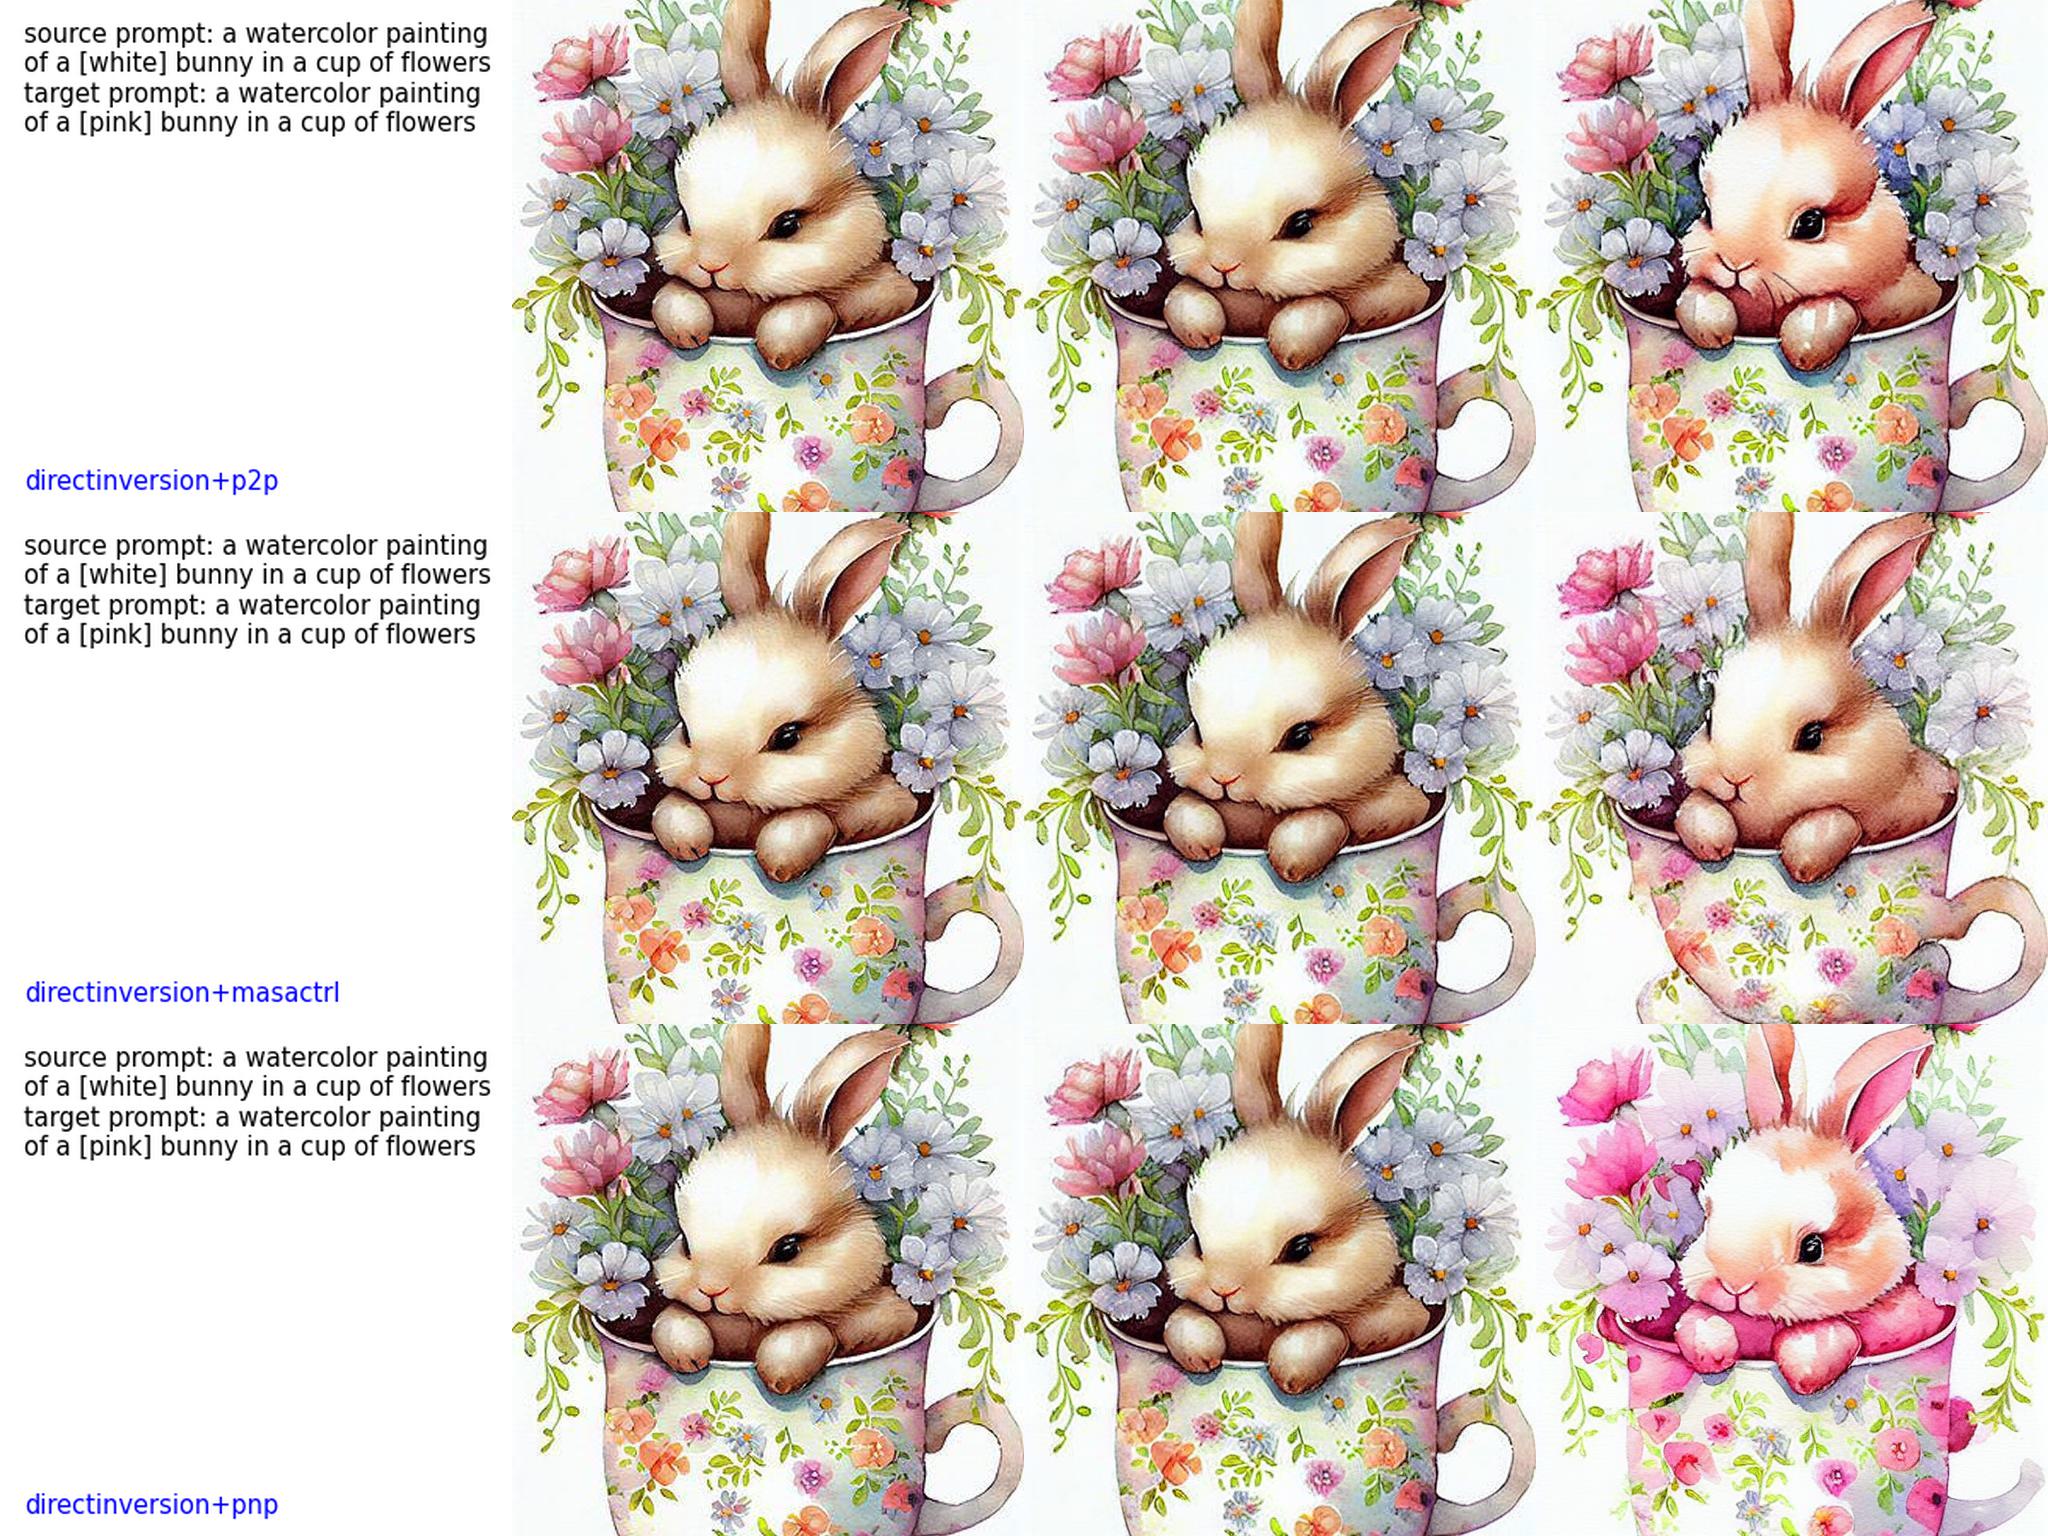 source prompt: a watercolor painting
of a [white] bunny in a cup of flowers
target prompt: a watercolor painting
of a [pink] bunny in a cup of flowers
directinversion+p2p
source prompt: a watercolor painting
of a [white] bunny in a cup of flowers
target prompt: a watercolor painting
of a [pink] bunny in a cup of flowers
directinversion+masactrl
source prompt: a watercolor painting
of a [white] bunny in a cup of flowers
target prompt: a watercolor painting
of a [pink] bunny in a cup of flowers
directinversion+pnp